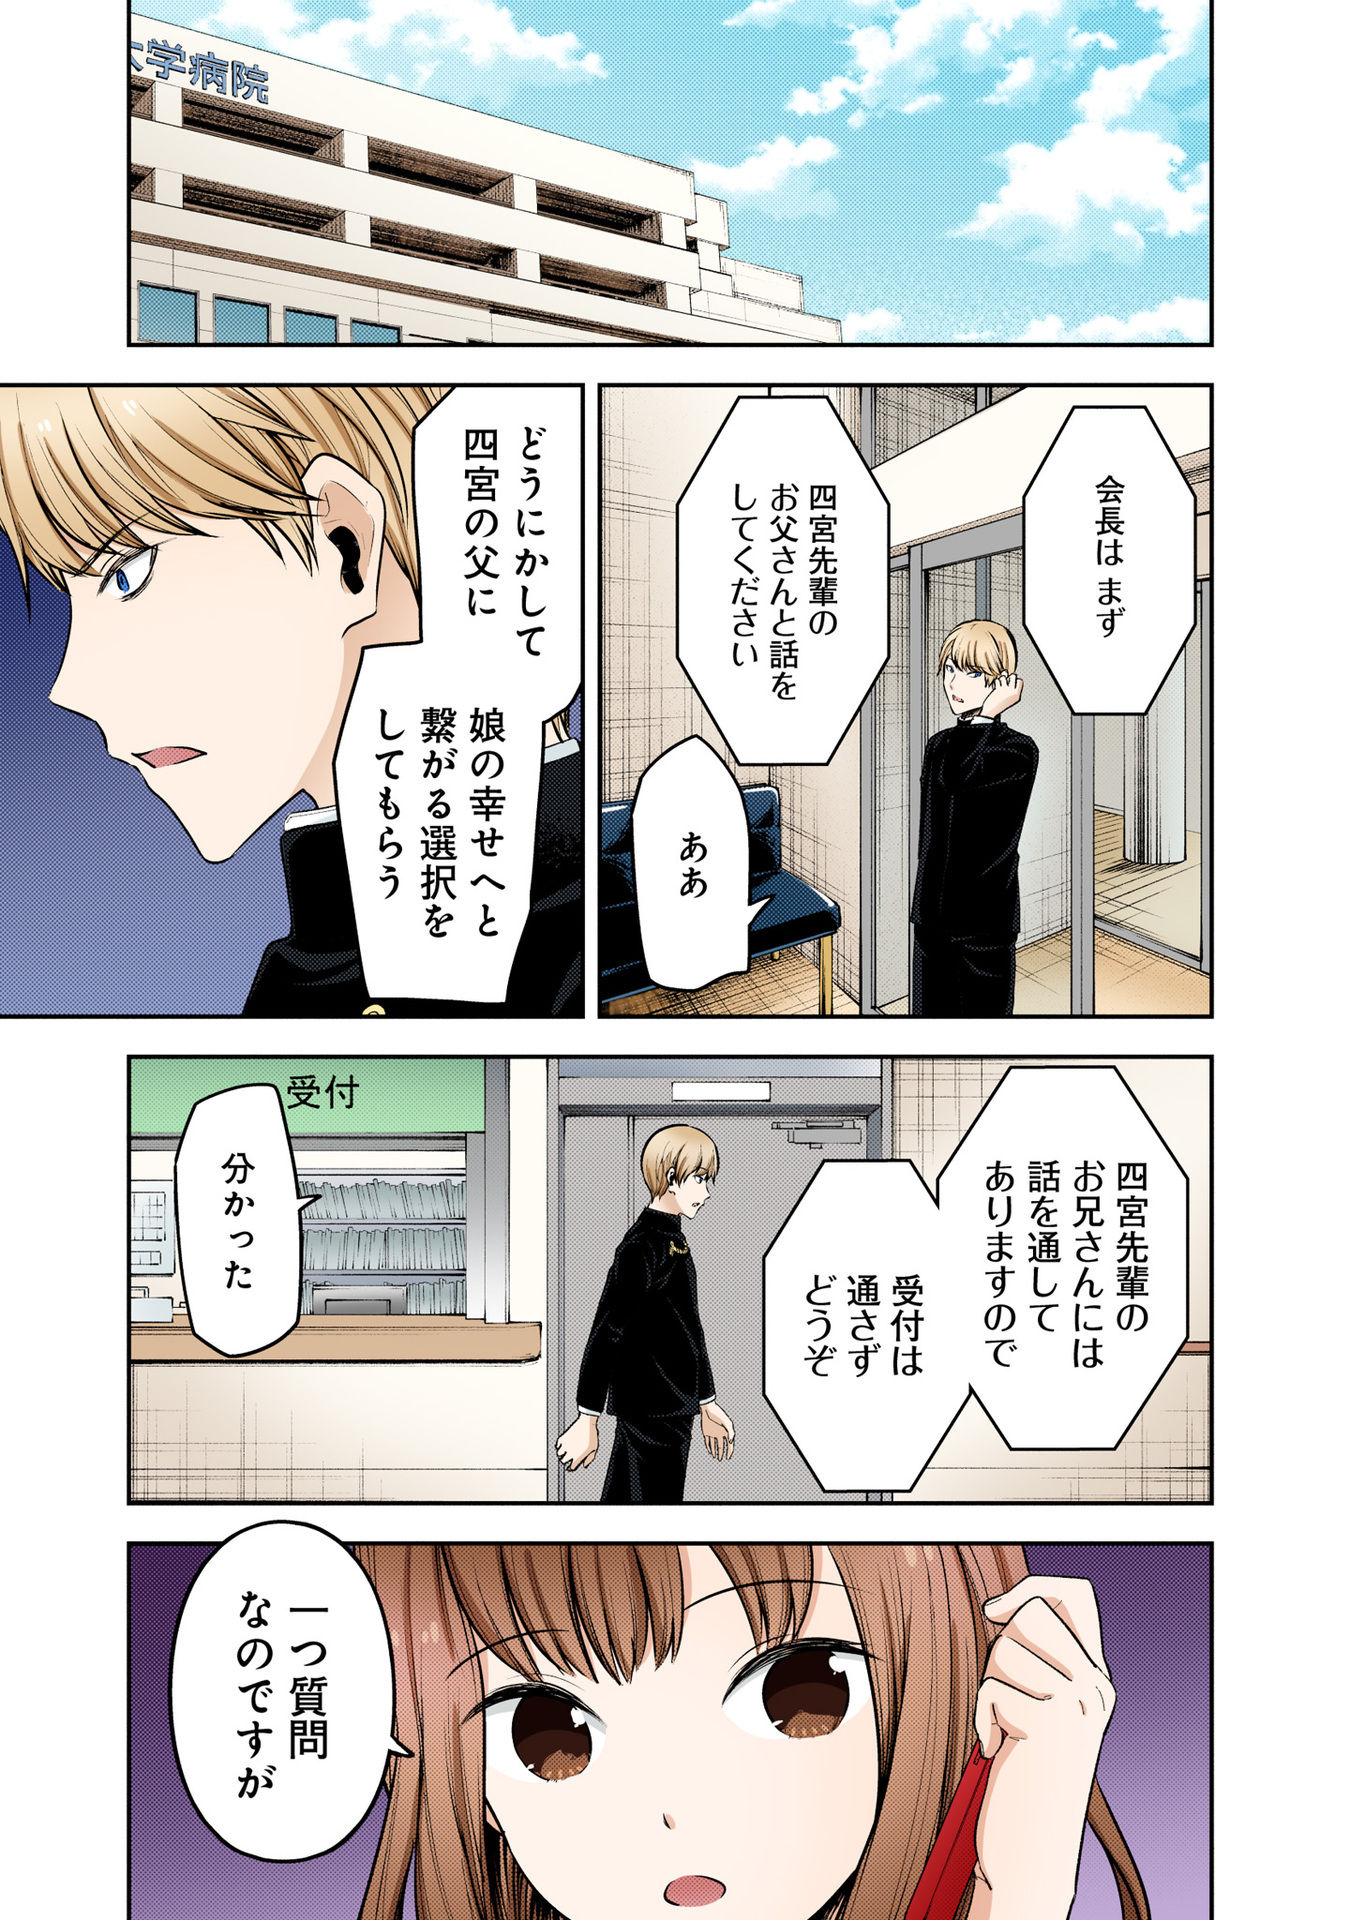 大学病院
会長は まず
四宮先輩の
お父さんと話を
してください
ああ
どうにかして
四宮の父に
娘の幸せへと
繋がる選択を
してもらう
四宮先輩の
お兄さんには
話を通して
ありますので
受付は
通さず
どうぞ
受付
分かった
一つ質問
なのですが